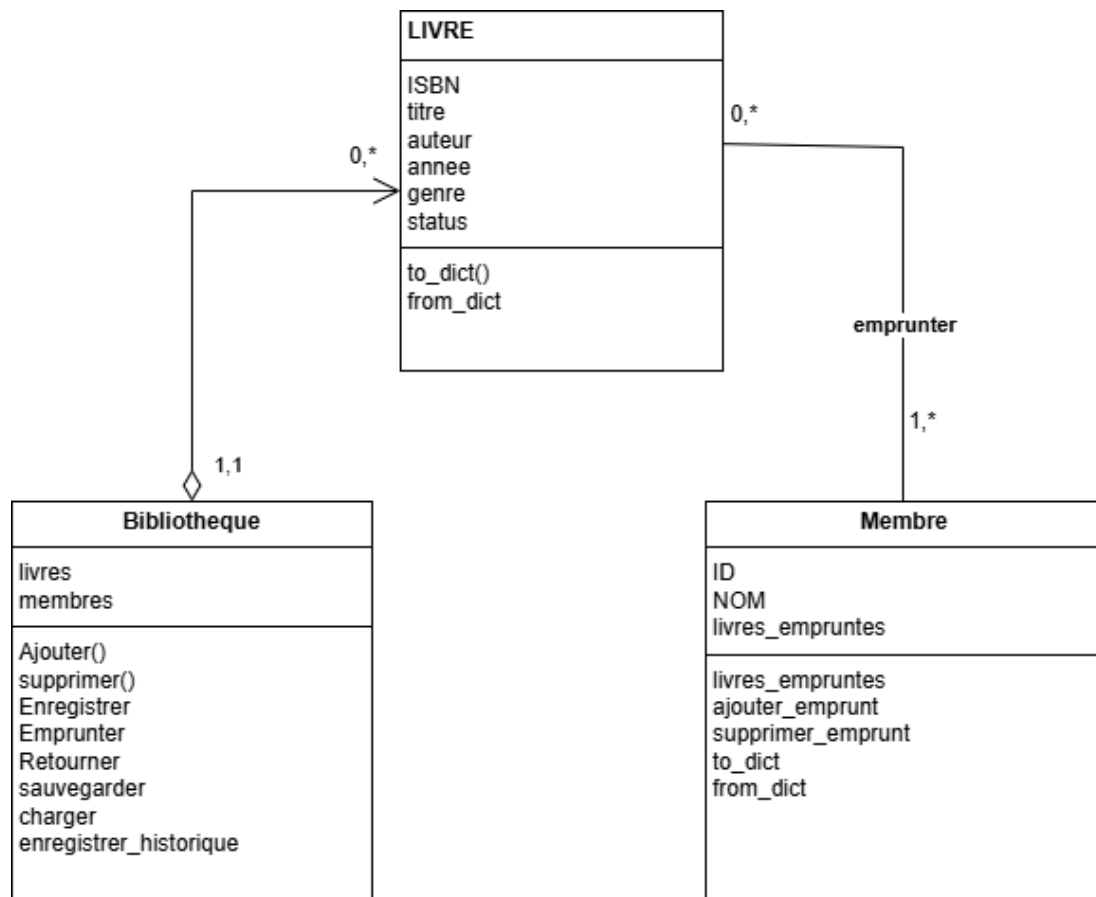 LIVRE
ISBN
titre
auteur
annee
genre
status
to_dict()
from_dict
0,*
0,*
emprunter
1,1
1,*
Bibliotheque
livres
membres
Ajouter()
supprimer()
Enregistrer
Emprunter
Retourner
sauvegarder
charger
enregistrer_historique
Membre
ID
NOM
livres_empruntes
livres_empruntes
ajouter_emprunt
supprimer_emprunt
to_dict
from_dict